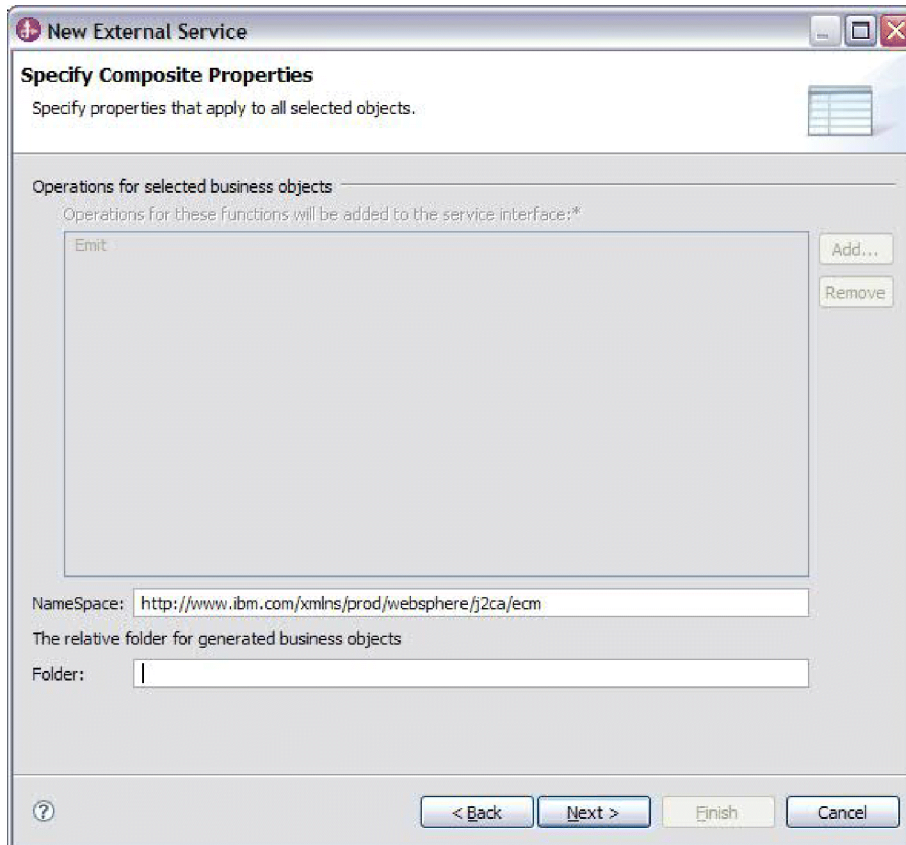 New External Service
Specify Composite Properties
Specify properties that apply to all selected objects.
Operations for selected business objects
Operations for these functions will be added to the service interface:*
Emit
Add...
Remove
NameSpace: http://www.ibm.com/xmlns/prod/websphere/j2ca/ecm
The relative folder for generated business objects
Folder:
? < Back Next > Finish Cancel